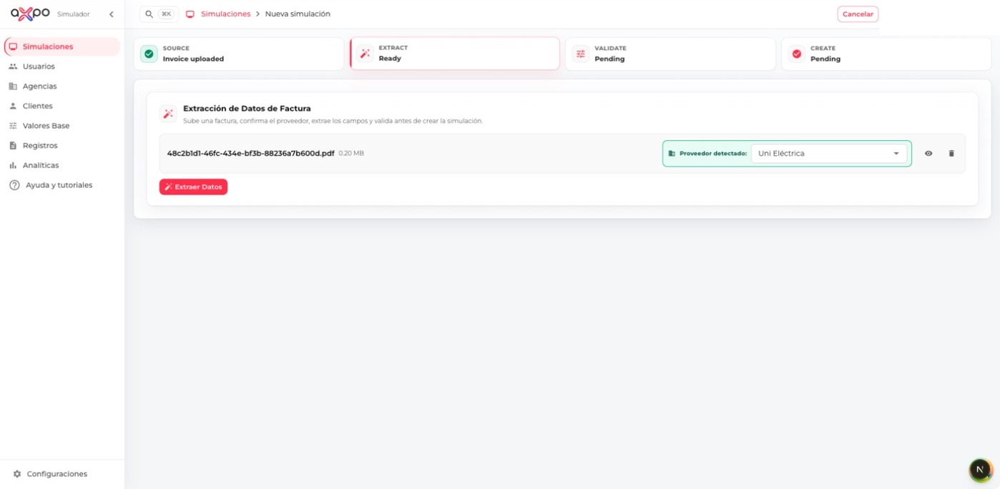 axpo Simulador
⌘K Simulaciones > Nueva simulación Cancelar
Simulaciones
Usuarios
Agencias
Clientes
Valores Base
Registros
Analíticas
Ayuda y tutoriales
Configuraciones
SOURCE
Invoice uploaded
EXTRACT
Ready
VALIDATE
Pending
CREATE
Pending
Extracción de Datos de Factura
Sube una factura, confirma el proveedor, extrae los campos y valida antes de crear la simulación.
48c2b1d1-46fc-434e-bf3b-88236a7b600d.pdf 0.20 MB Proveedor detectado: Uni Eléctrica
Extraer Datos
N